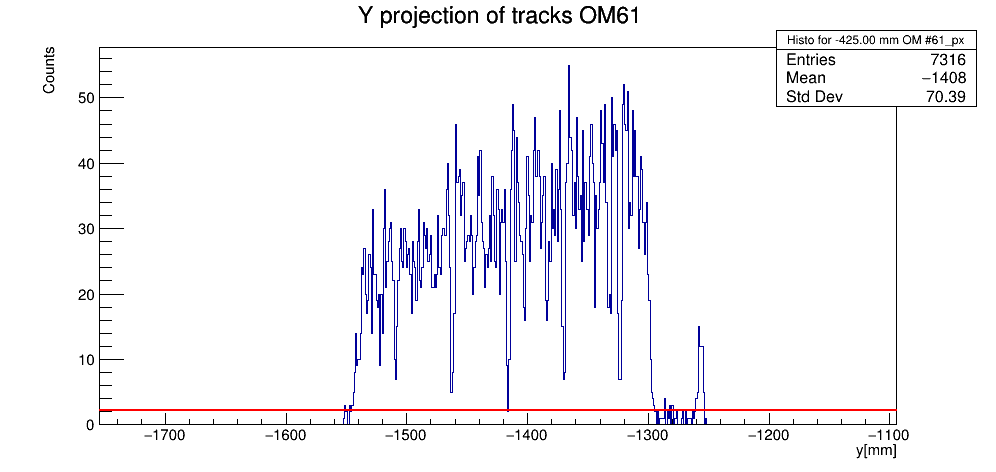 Y projection of tracks OM61
Histo for -425.00 mm OM #61_px
Entries 7316
Mean −1408
Std Dev 70.39
Counts
50
40
30
20
10
0
−1700 −1600 −1500 −1400 −1300 −1200 −1100
y[mm]